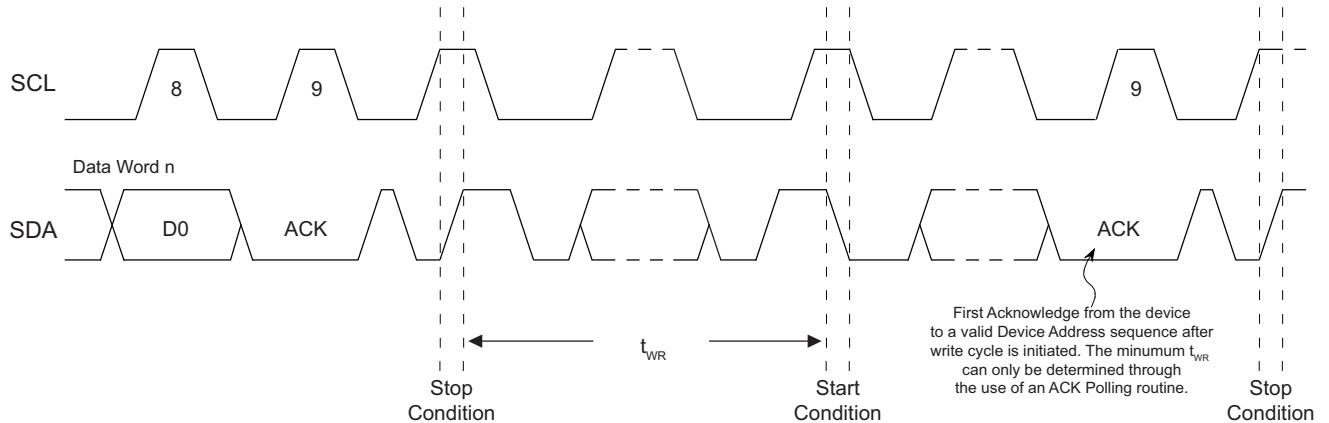 SCL
8
9
9
Data Word n
SDA
D0
ACK
ACK
First Acknowledge from the device
to a valid Device Address sequence after
write cycle is initiated. The minumum tWR
can only be determined through
the use of an ACK Polling routine.
tWR
Stop
Condition
Start
Condition
Stop
Condition